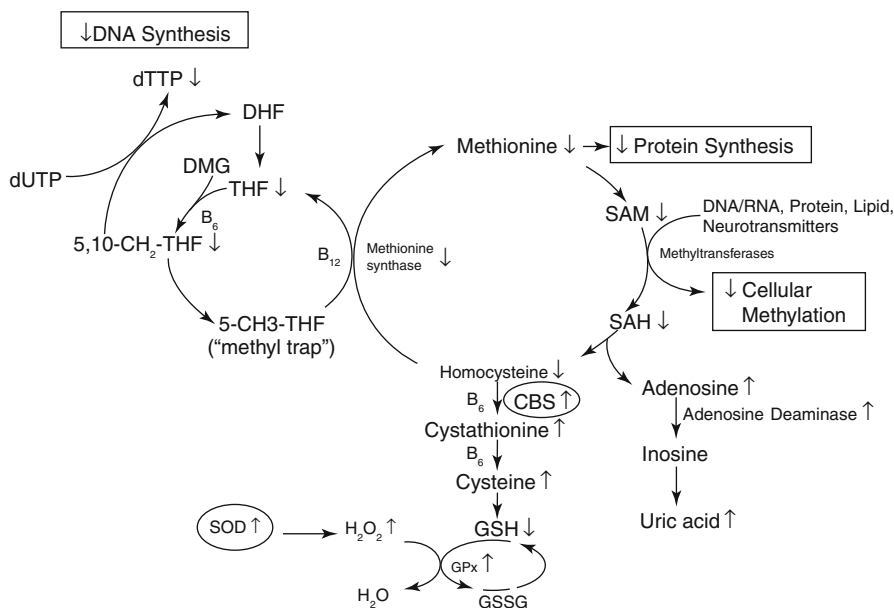 ↓DNA Synthesis
dTTP ↓
DHF
dUTP
DMG
THF ↓
B₆
5,10-CH₂-THF ↓
5-CH3-THF
("methyl trap")
B₁₂
Methionine
synthase ↓
Methionine ↓
↓ Protein Synthesis
SAM ↓
DNA/RNA, Protein, Lipid,
Neurotransmitters
Methyltransferases
↓ Cellular
Methylation
SAH ↓
Homocysteine ↓
B₆
CBS ↑
Cystathionine ↑
B₆
Cysteine ↑
Adenosine ↑
Adenosine Deaminase ↑
Inosine
Uric acid ↑
SOD ↑
H₂O₂ ↑
GSH ↓
GPx ↑
H₂O
GSSG